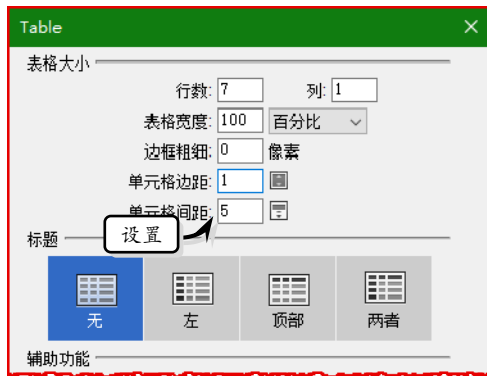 Table
表格大小
行数: 7 列: 1
表格宽度: 100 百分比
边框粗细: 0 像素
单元格边距: 1
单元格间距: 5
设置
标题
无 左 顶部 两者
辅助功能